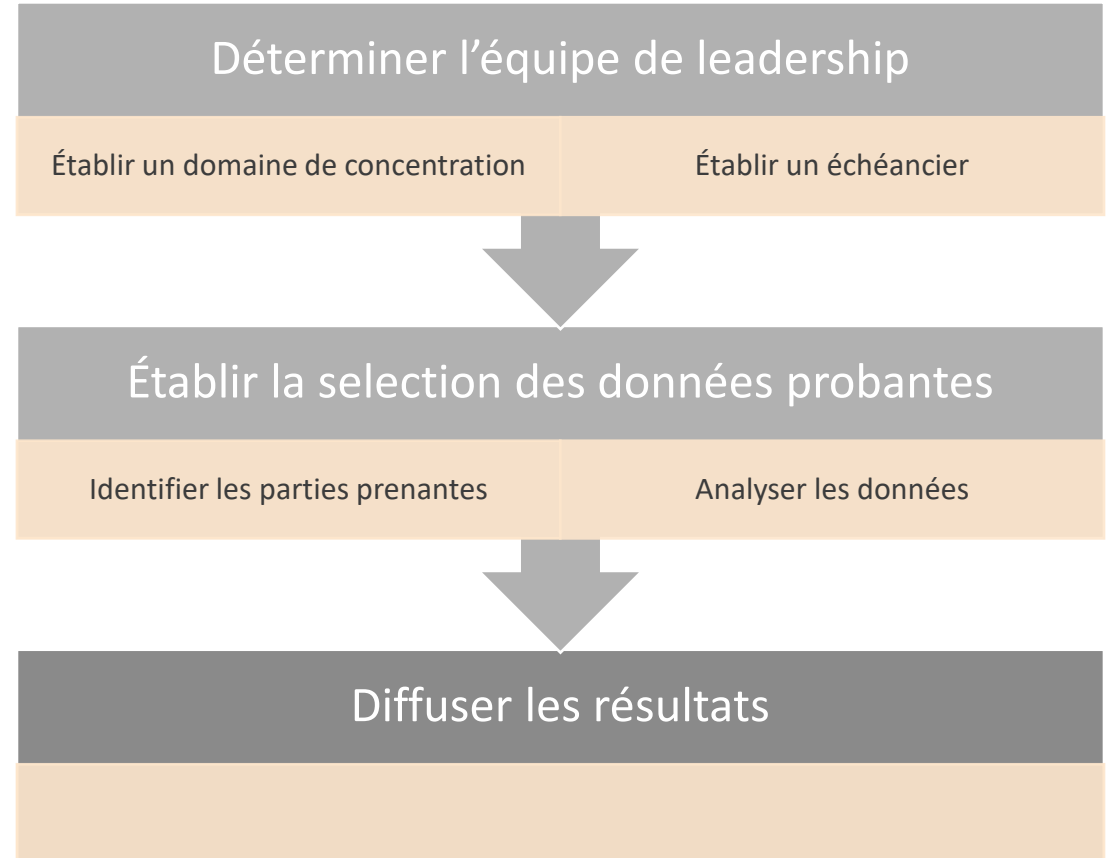 Déterminer l’équipe de leadership
Établir un domaine de concentration
Établir un échéancier
Établir la selection des données probantes
Identifier les parties prenantes
Analyser les données
Diffuser les résultats